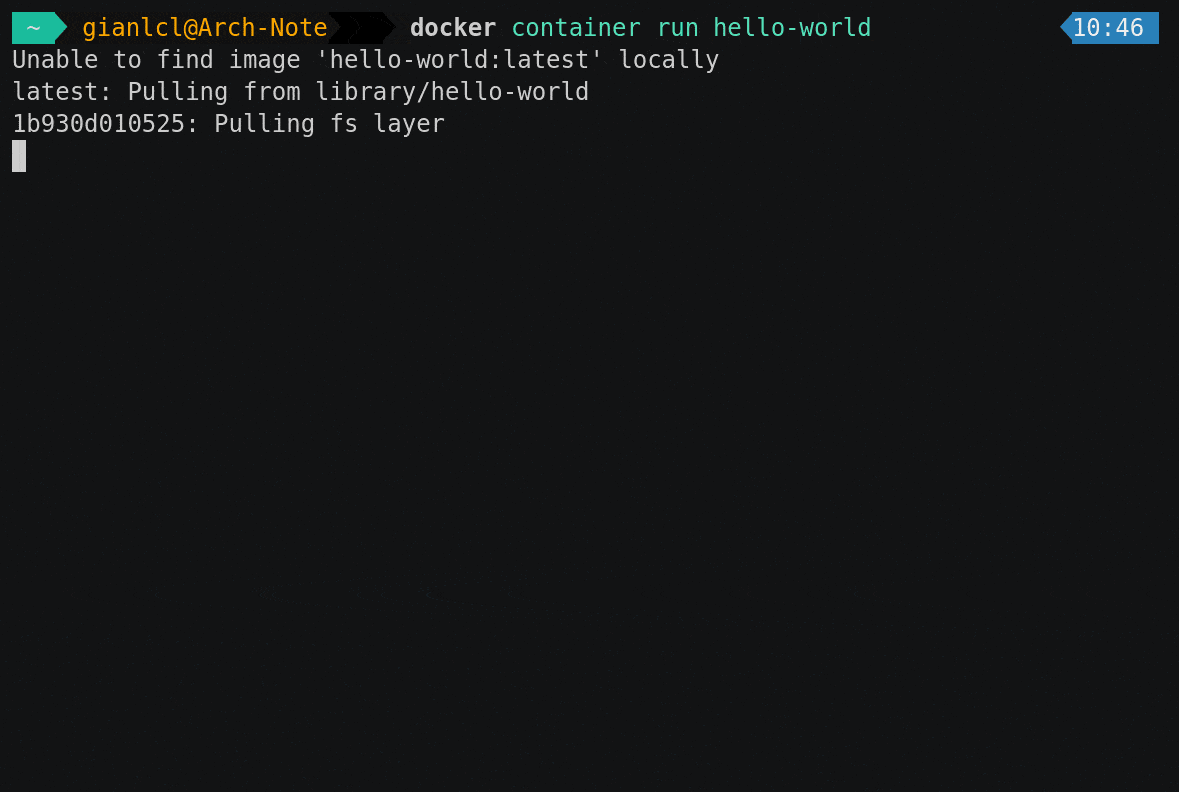 ~ gianlcl@Arch-Note docker container run hello-world 10:46
Unable to find image 'hello-world:latest' locally
latest: Pulling from library/hello-world
1b930d010525: Pulling fs layer